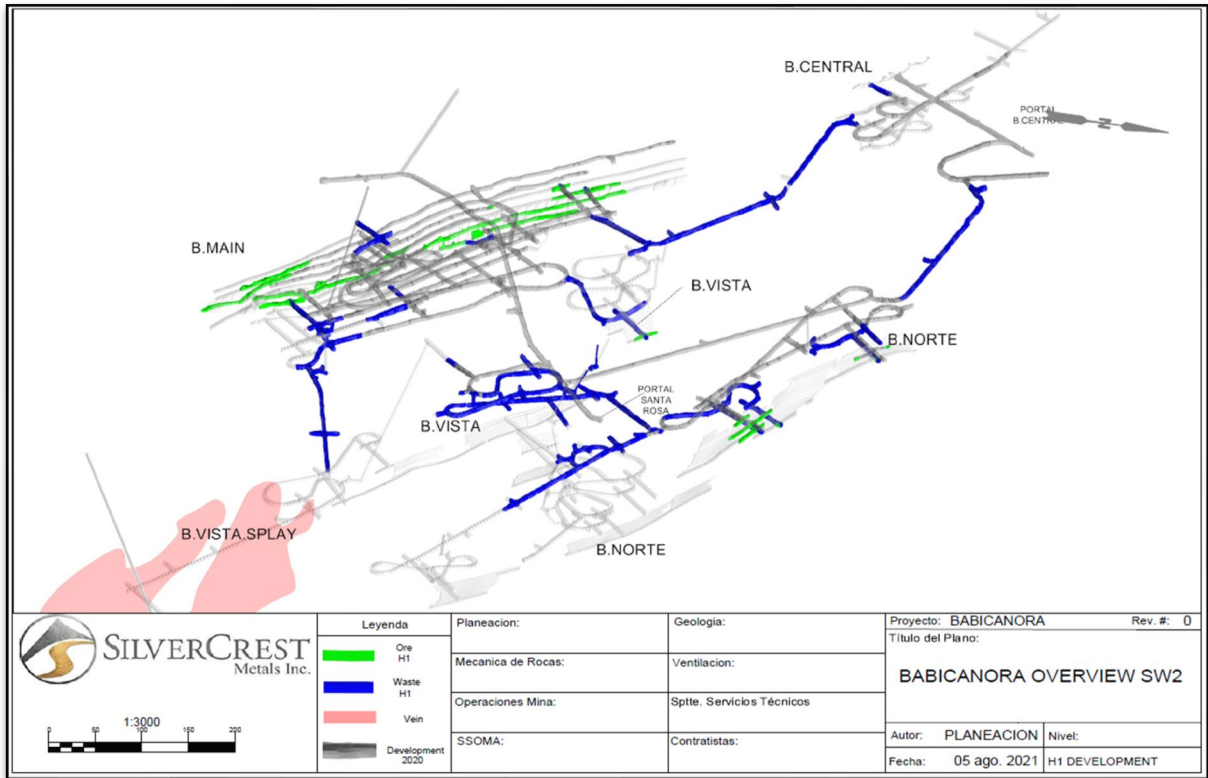 B.CENTRAL
PORTAL
B.CENTRAL
N
B.MAIN
B.VISTA
B.NORTE
PORTAL
SANTA
ROSA
B.VISTA
B.VISTA.SPLAY
B.NORTE
SILVERCREST
Metals Inc.
1:3000
0 50 100 150 200
Leyenda
Ore
H1
Waste
H1
Vein
Development
2020
Planeacion:
Geologia:
Mecanica de Rocas:
Ventilacion:
Operaciones Mina:
Sptte. Servicios Técnicos
SSOMA:
Contratistas:
Proyecto: BABICANORA Rev. #: 0
Título del Plano:
BABICANORA OVERVIEW SW2
Autor: PLANEACION Nivel:
Fecha: 05 ago. 2021 H1 DEVELOPMENT